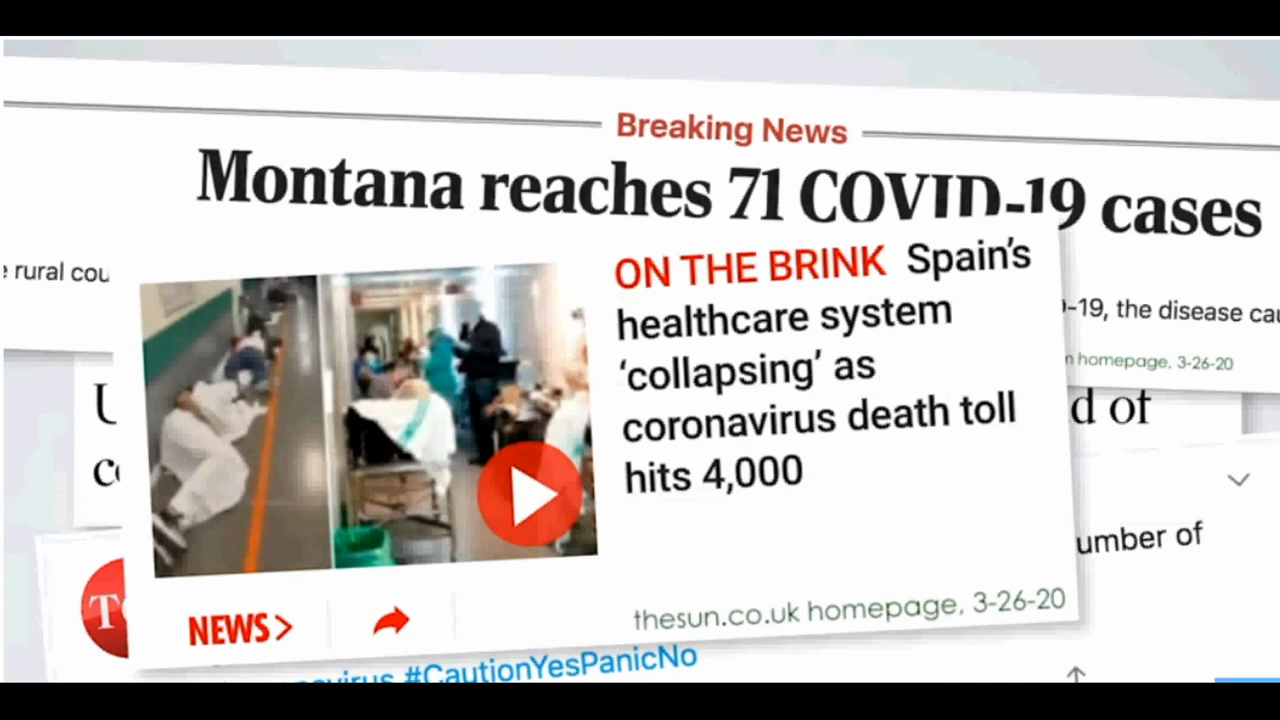 Breaking News
Montana reaches 71 COVID-19 cases
rural
ON THE BRINK Spain's
healthcare system
'collapsing' as
coronavirus death toll
hits 4,000
-19, the disease
homepage, 3-26-20
U
d of
umber of
NEWS>
thesun.co.uk homepage, 3-26-20
#CautionYesPanicNo